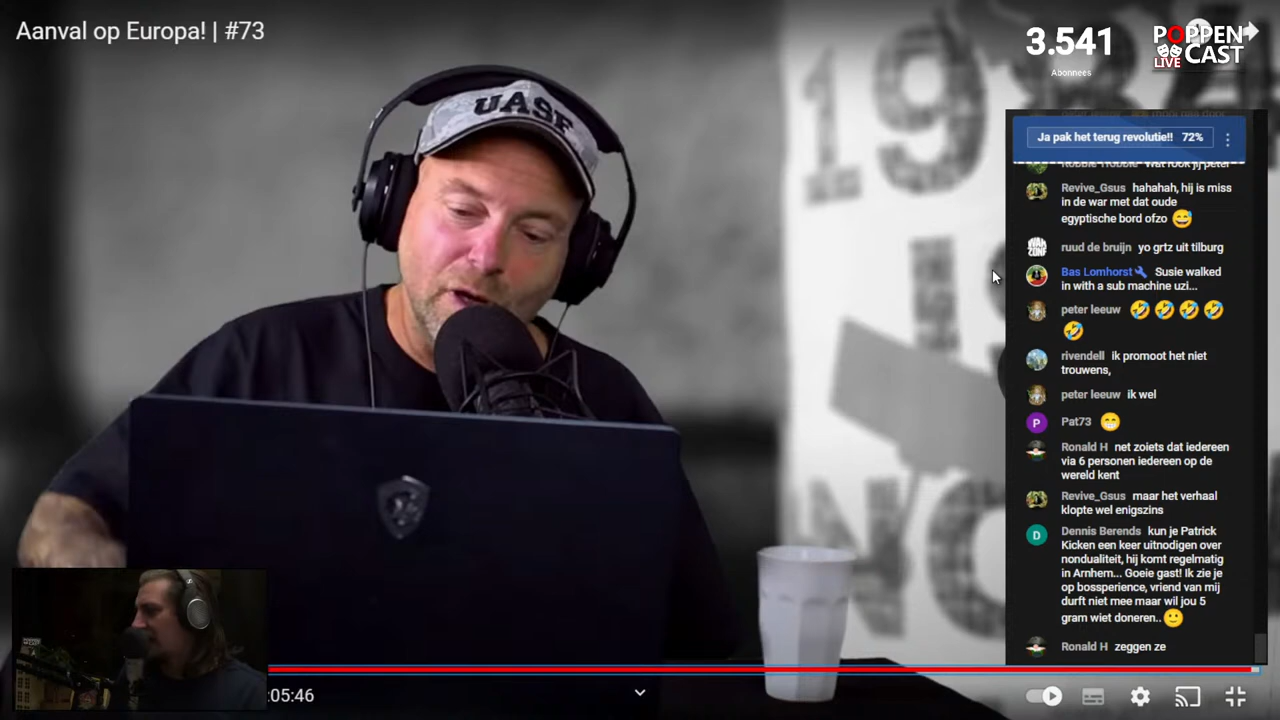 Aanval op Europa! | #73
3.541
Abonnees
POPPEN
LIVE CAST
UASF
Ja pak het terug revolutie!! 72%
Revive_Gsus hahahah, hij is miss
in de war met dat oude
egyptische bord ofzo 😅
ruud de bruijn yo grtz uit tilburg
Bas Lomhorst Susie walked
in with a sub machine uzi...
peter leeuw 🤣🤣🤣🤣
🤣
rivendell ik promoot het niet
trouwens,
peter leeuw ik wel
P Pat73 😁
Ronald H net zoiets dat iedereen
via 6 personen iedereen op de
wereld kent
Revive_Gsus maar het verhaal
klopte wel enigszins
D Dennis Berends kun je Patrick
Kicken een keer uitnodigen over
nondualiteit, hij komt regelmatig
in Arnhem... Goeie gast! Ik zie je
op bossperience, vriend van mij
durft niet mee maar wil jou 5
gram wiet doneren.. 🙂
Ronald H zeggen ze
:05:46
1984
IS